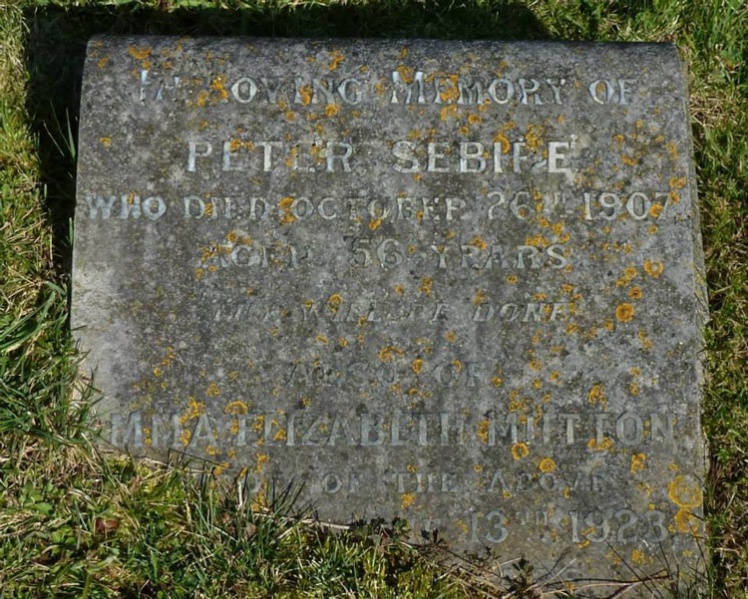 IN LOVING MEMORY OF
PETER SEBIRE
WHO DIED OCTOBER 26TH 1907
AGED 56 YEARS
THY WILL BE DONE
ALSO OF
EMMA ELIZABETH MUTTON
OF THE ABOVE
13TH 1923